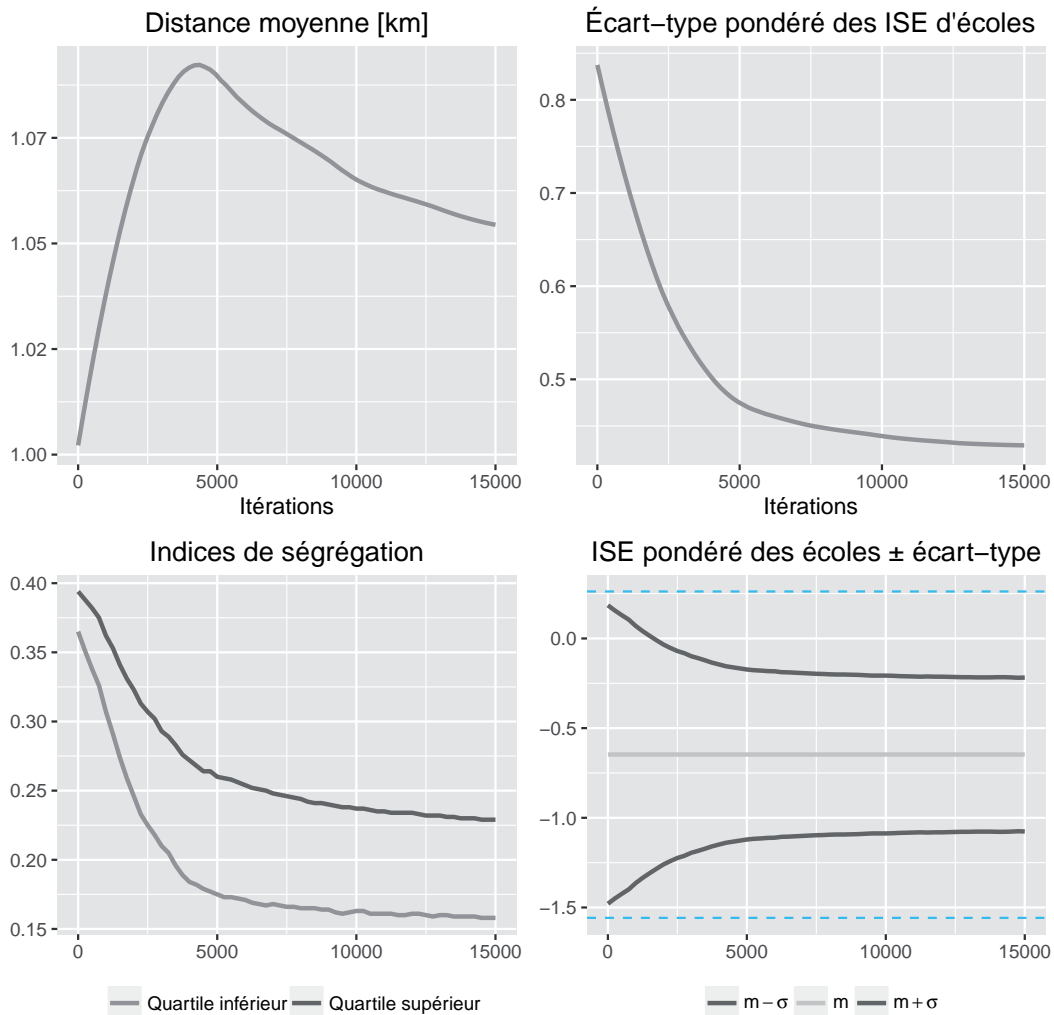 Distance moyenne [km]
1.07
1.05
1.02
1.00
0 5000 10000 15000
Itérations
Écart−type pondéré des ISE d'écoles
0.8
0.7
0.6
0.5
0 5000 10000 15000
Itérations
Indices de ségrégation
0.40
0.35
0.30
0.25
0.20
0.15
0 5000 10000 15000
Quartile inférieur Quartile supérieur
ISE pondéré des écoles ± écart−type
0.0
−0.5
−1.0
−1.5
0 5000 10000 15000
m − σ m m + σ